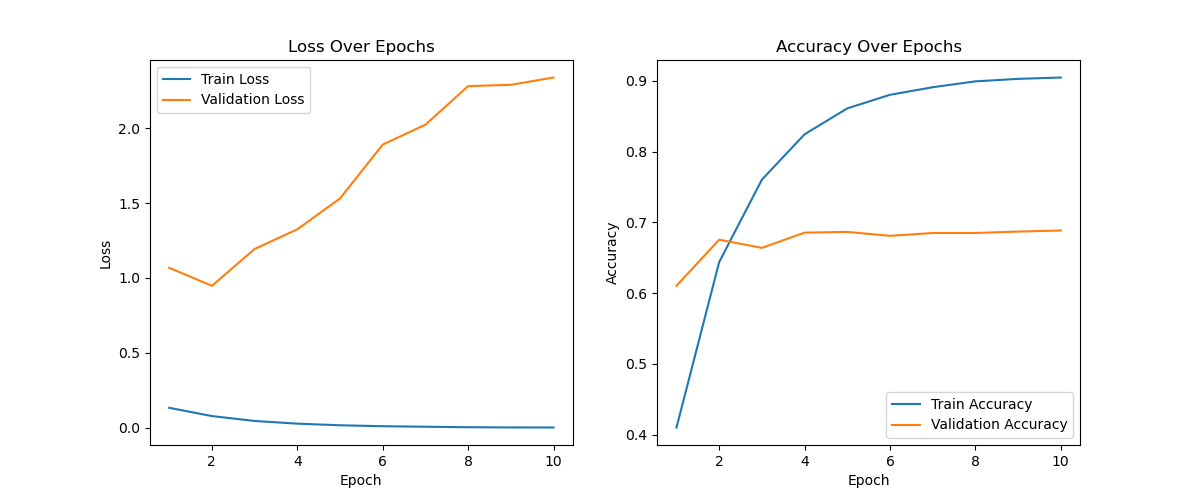 Loss Over Epochs
Train Loss
Validation Loss
2.0
1.5
1.0
0.5
0.0
Loss
2
4
6
8
10
Epoch
Accuracy Over Epochs
0.9
0.8
0.7
0.6
0.5
0.4
Accuracy
Train Accuracy
Validation Accuracy
2
4
6
8
10
Epoch